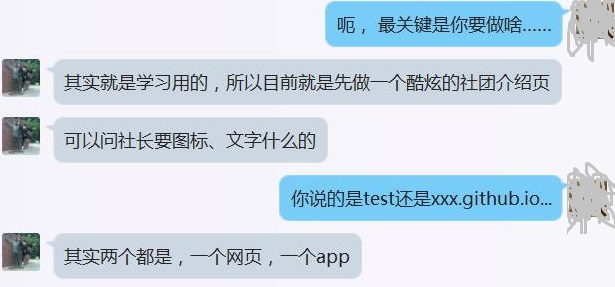 呃， 最关键是你要做啥......
其实就是学习用的，所以目前就是先做一个酷炫的社团介绍页
可以问社长要图标、文字什么的
你说的是test还是xxx.github.io...
其实两个都是，一个网页，一个app